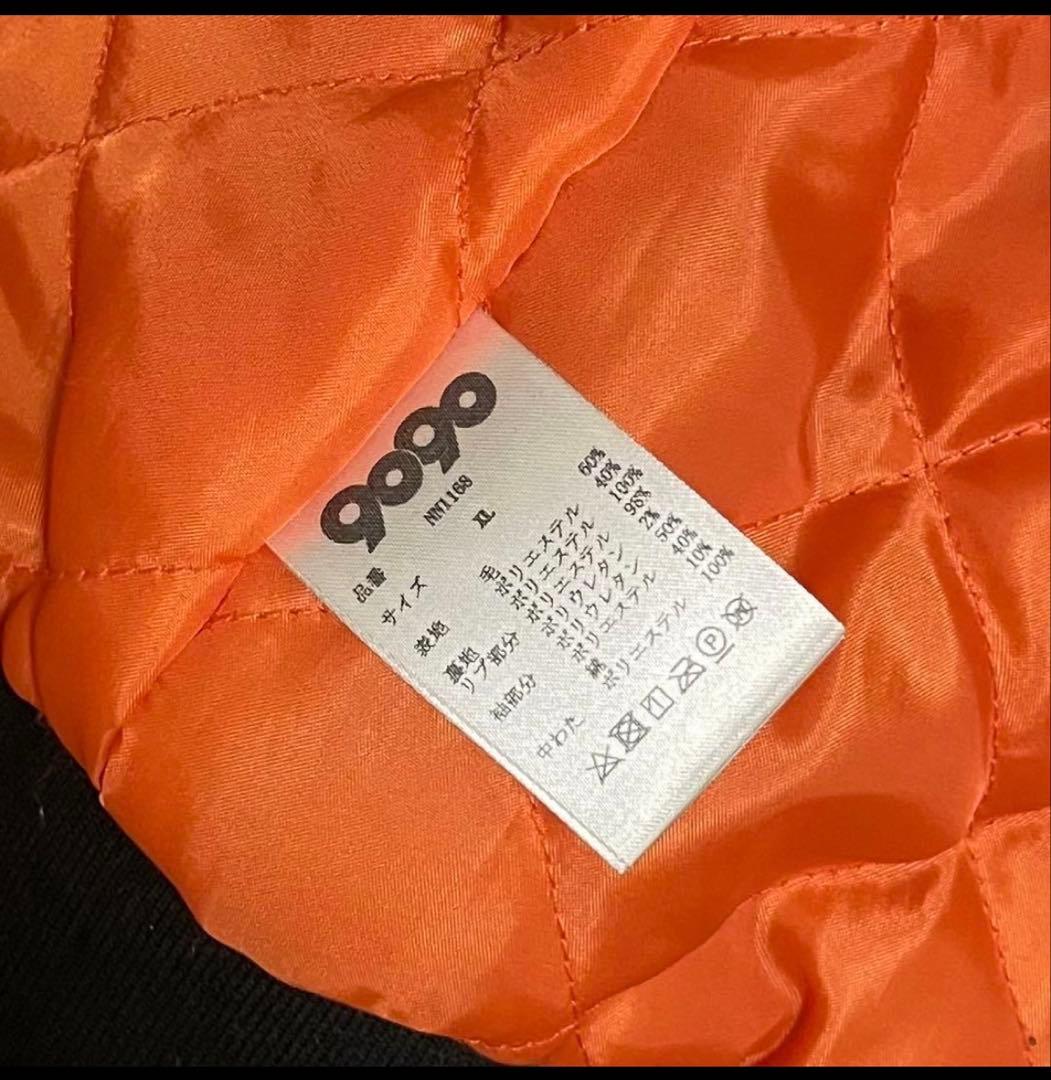 9090
品番 NN1168
サイズ XL
表地 毛 60%
ポリエステル 40%
裏地 ポリエステル 100%
リブ部分 ポリエステル 98%
ポリウレタン 2%
袖部分 ポリウレタン 50%
ポリエステル 40%
綿 10%
中わた ポリエステル 100%